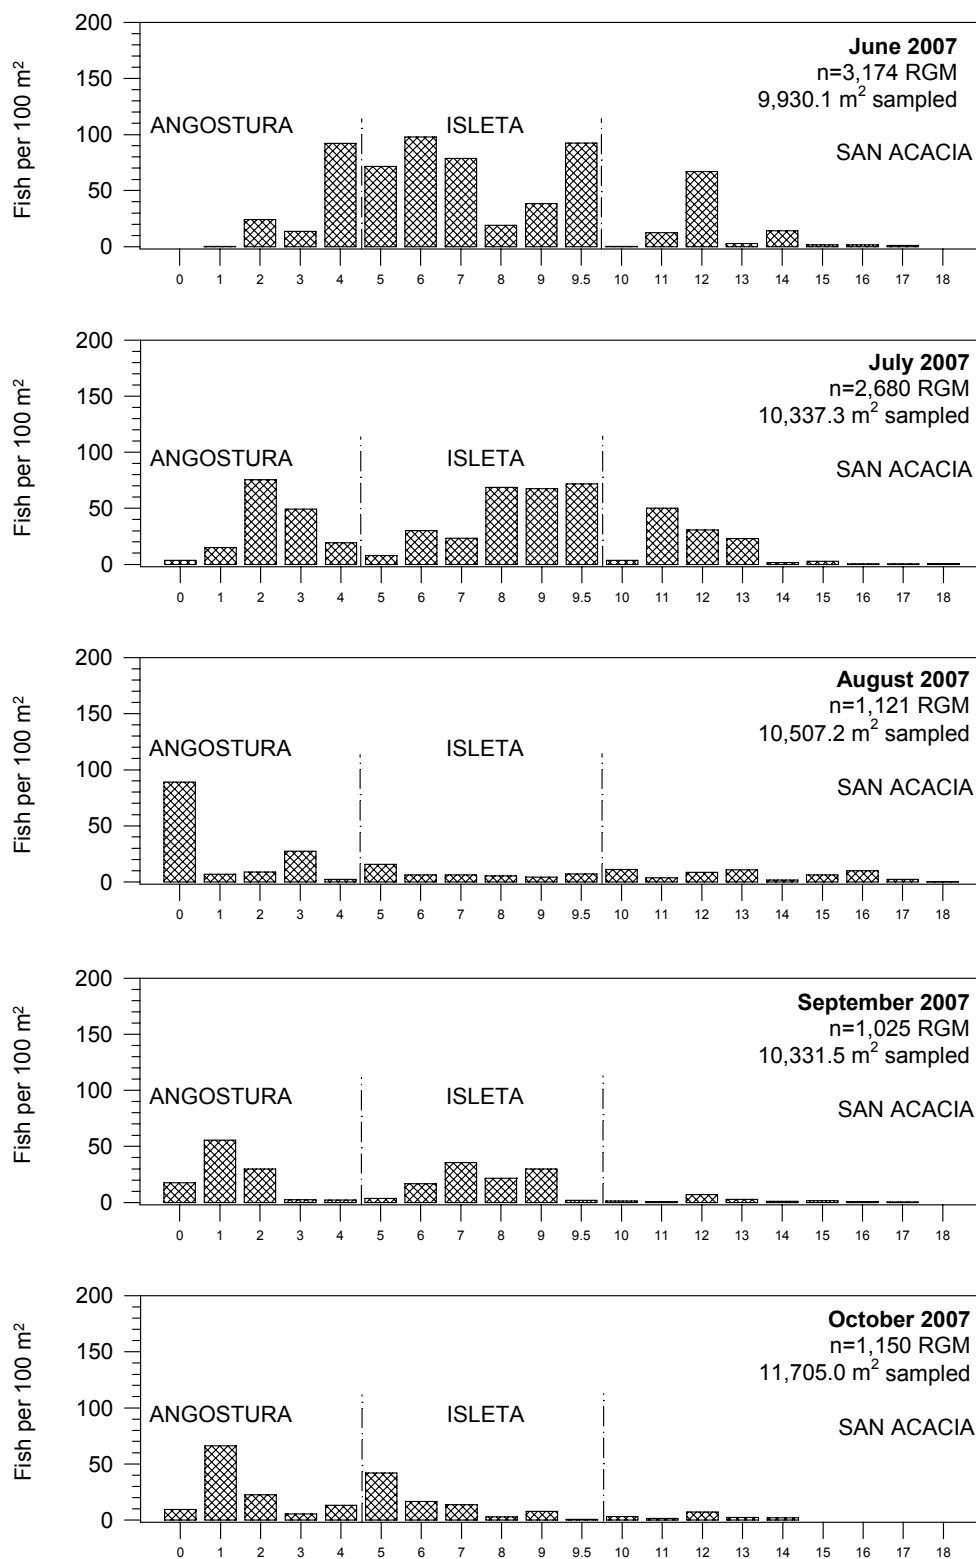 200
150
100
50
0
Fish per 100 m²
June 2007
n=3,174 RGM
9,930.1 m² sampled
ANGOSTURA ISLETA SAN ACACIA
0 1 2 3 4 5 6 7 8 9 9.5 10 11 12 13 14 15 16 17 18
200
150
100
50
0
Fish per 100 m²
July 2007
n=2,680 RGM
10,337.3 m² sampled
ANGOSTURA ISLETA SAN ACACIA
0 1 2 3 4 5 6 7 8 9 9.5 10 11 12 13 14 15 16 17 18
200
150
100
50
0
Fish per 100 m²
August 2007
n=1,121 RGM
10,507.2 m² sampled
ANGOSTURA ISLETA SAN ACACIA
0 1 2 3 4 5 6 7 8 9 9.5 10 11 12 13 14 15 16 17 18
200
150
100
50
0
Fish per 100 m²
September 2007
n=1,025 RGM
10,331.5 m² sampled
ANGOSTURA ISLETA SAN ACACIA
0 1 2 3 4 5 6 7 8 9 9.5 10 11 12 13 14 15 16 17 18
200
150
100
50
0
Fish per 100 m²
October 2007
n=1,150 RGM
11,705.0 m² sampled
ANGOSTURA ISLETA SAN ACACIA
0 1 2 3 4 5 6 7 8 9 9.5 10 11 12 13 14 15 16 17 18